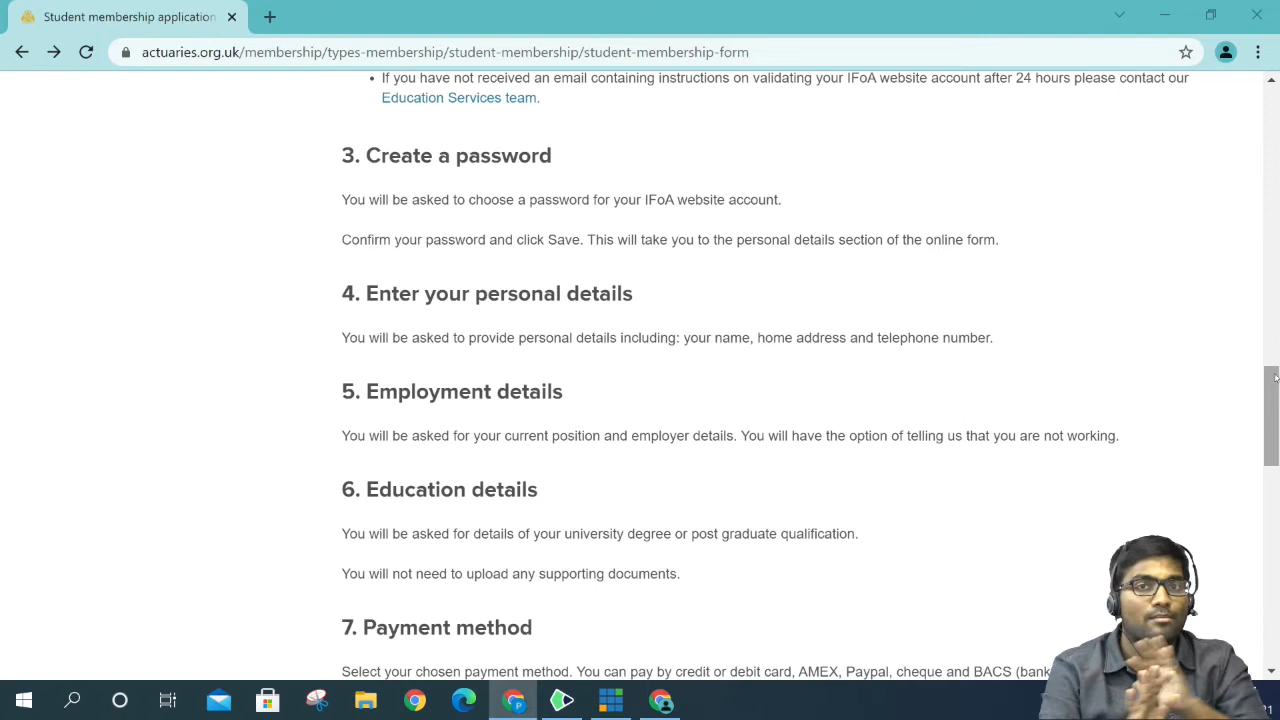 Student membership application
actuaries.org.uk/membership/types-membership/student-membership/student-membership-form
If you have not received an email containing instructions on validating your IFoA website account after 24 hours please contact our
Education Services team.
3. Create a password
You will be asked to choose a password for your IFoA website account.
Confirm your password and click Save. This will take you to the personal details section of the online form.
4. Enter your personal details
You will be asked to provide personal details including: your name, home address and telephone number.
5. Employment details
You will be asked for your current position and employer details. You will have the option of telling us that you are not working.
6. Education details
You will be asked for details of your university degree or post graduate qualification.
You will not need to upload any supporting documents.
7. Payment method
Select your chosen payment method. You can pay by credit or debit card, AMEX, Paypal, cheque and BACS (bank
P
21